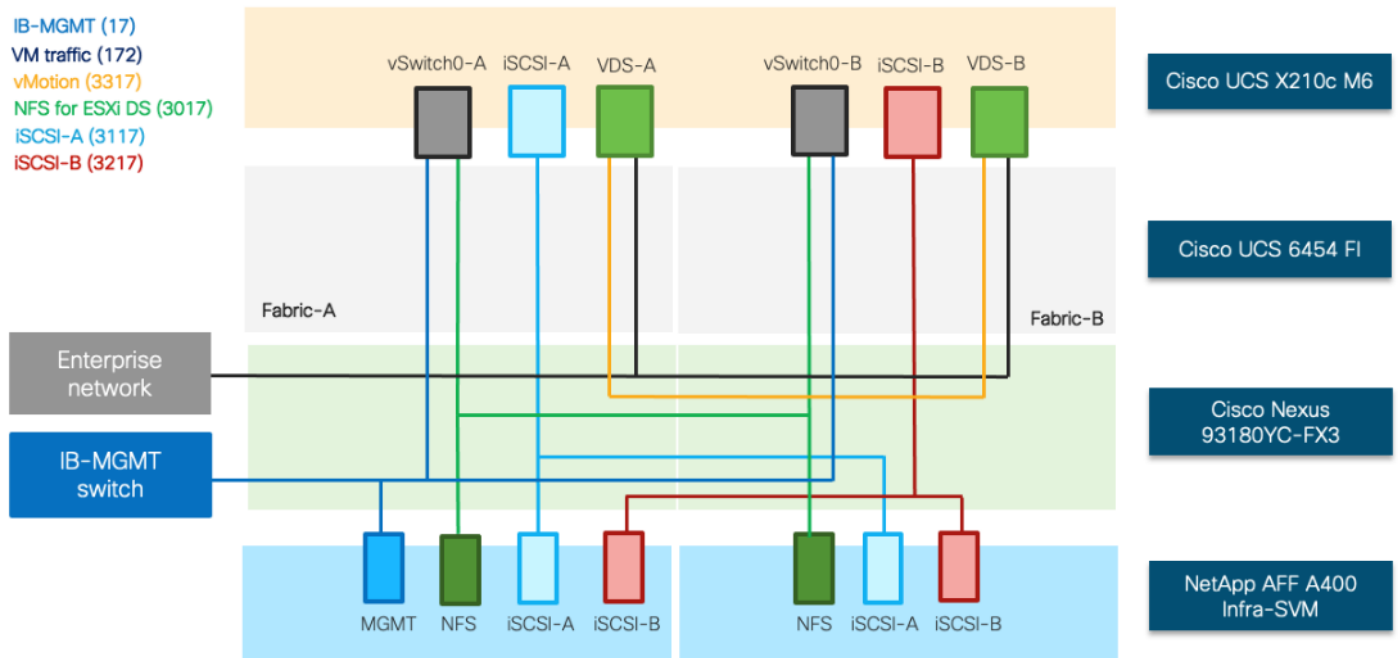 IB-MGMT (17)
VM traffic (172)
vMotion (3317)
NFS for ESXi DS (3017)
iSCSI-A (3117)
iSCSI-B (3217)
vSwitch0-A
iSCSI-A
VDS-A
vSwitch0-B
iSCSI-B
VDS-B
Cisco UCS X210c M6
Cisco UCS 6454 FI
Fabric-A
Fabric-B
Enterprise
network
IB-MGMT
switch
Cisco Nexus
93180YC-FX3
MGMT
NFS
iSCSI-A
iSCSI-B
NFS
iSCSI-A
iSCSI-B
NetApp AFF A400
Infra-SVM